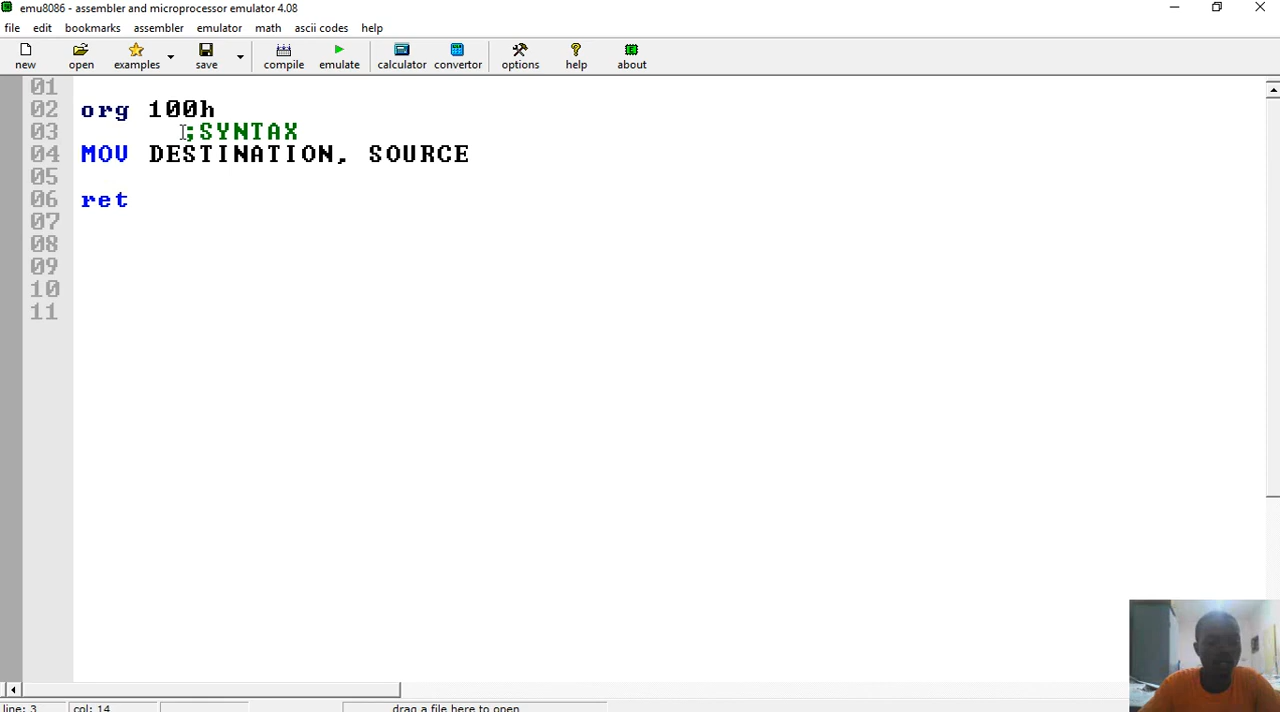 emu8086 - assembler and microprocessor emulator 4.08
file edit bookmarks assembler emulator math ascii codes help
new open examples save compile emulate calculator convertor options help about
01
02 org 100h
03 ;SYNTAX
04 MOV DESTINATION, SOURCE
05
06 ret
07
08
09
10
11
line: 3 col: 14 drag a file here to open